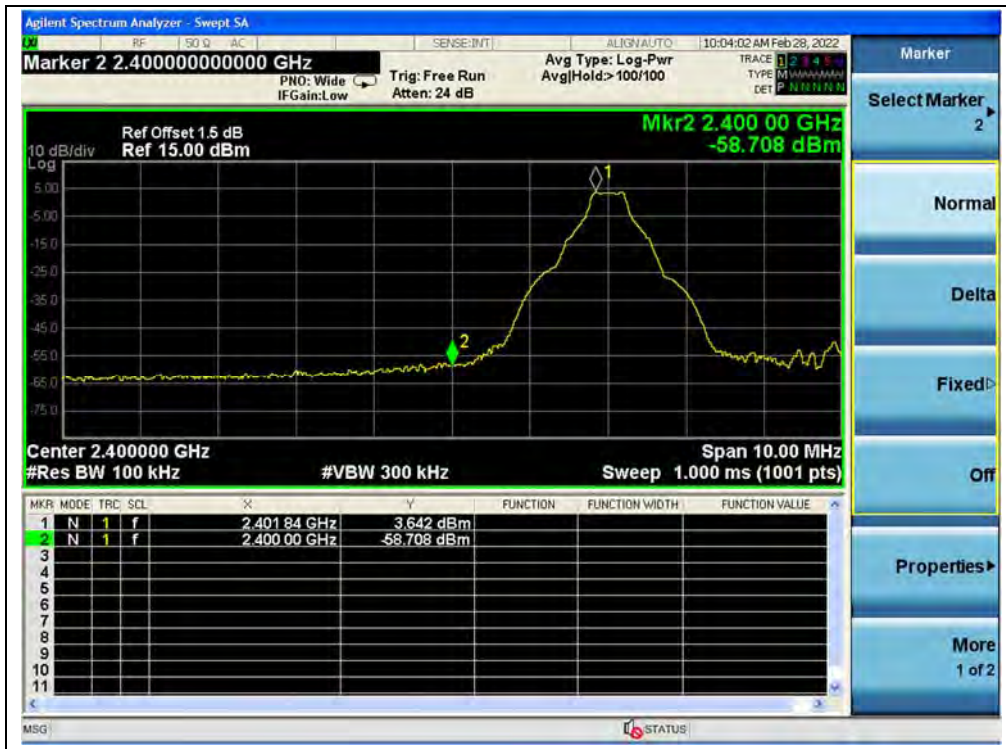 Agilent Spectrum Analyzer - Swept SA
RF 50 Ω AC SENSE:INT ALIGN AUTO 10:04:02 AM Feb 28, 2022
Marker 2 2.400000000000 GHz
PNO: Wide
IFGain:Low
Trig: Free Run
Atten: 24 dB
Avg Type: Log-Pwr
Avg|Hold:> 100/100
TRACE 1 2 3 4 5 6
TYPE M
DET P N N N N N
Mkr2 2.400 00 GHz
-58.708 dBm
Ref Offset 1.5 dB
Ref 15.00 dBm
10 dB/div
Log
5.00
-5.00
-15.0
-25.0
-35.0
-45.0
-55.0
-65.0
-75.0
1
2
Center 2.400000 GHz Span 10.00 MHz
#Res BW 100 kHz #VBW 300 kHz Sweep 1.000 ms (1001 pts)
MKR MODE TRC SCL X Y FUNCTION FUNCTION WIDTH FUNCTION VALUE
1 N 1 f 2.401 84 GHz 3.642 dBm
2 N 1 f 2.400 00 GHz -58.708 dBm
3
4
5
6
7
8
9
10
11
MSG STATUS
Marker
Select Marker
2
Normal
Delta
Fixed
Off
Properties
More
1 of 2